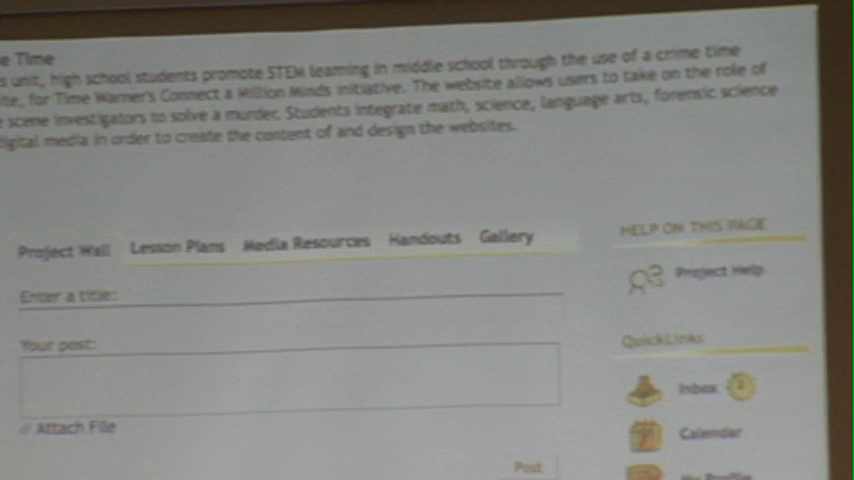 e Time
s unit, high school students promote STEM learning in middle school through the use of a crime time
ite, for Time Warner's Connect a Million Minds initiative. The website allows users to take on the role of
e scene investigators to solve a murder. Students integrate math, science, language arts, forensic science
digital media in order to create the content of and design the websites.
Project Wall Lesson Plans Media Resources Handouts Gallery
HELP ON THIS PAGE
Project Help
Enter a title:
Your post:
QuickLinks
Inbox
Attach File
Calendar
Post
My Profile